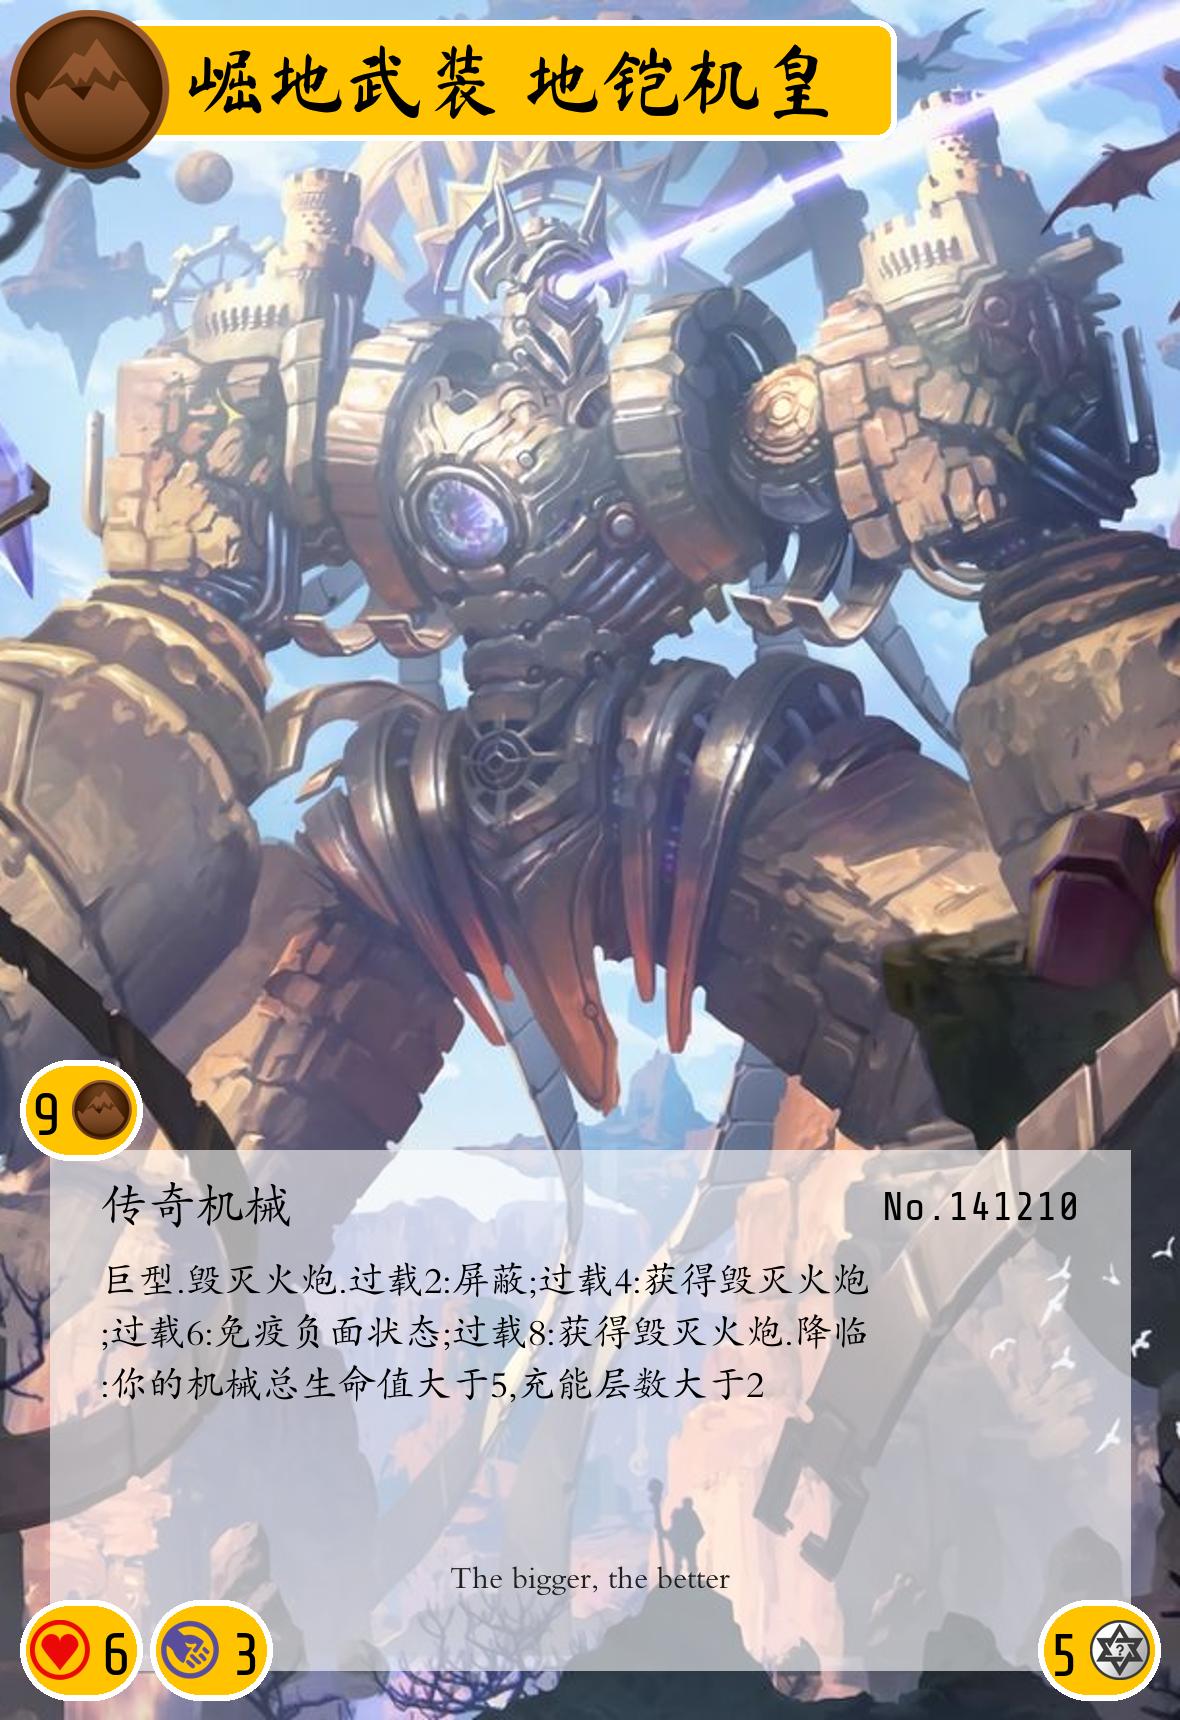 崛地武装 地铠机皇
9
传奇机械
No.141210
巨型.毁灭火炮.过载2:屏蔽;过载4:获得毁灭火炮
;过载6:免疫负面状态;过载8:获得毁灭火炮.降临
:你的机械总生命值大于5,充能层数大于2
The bigger, the better
6
3
5 ?